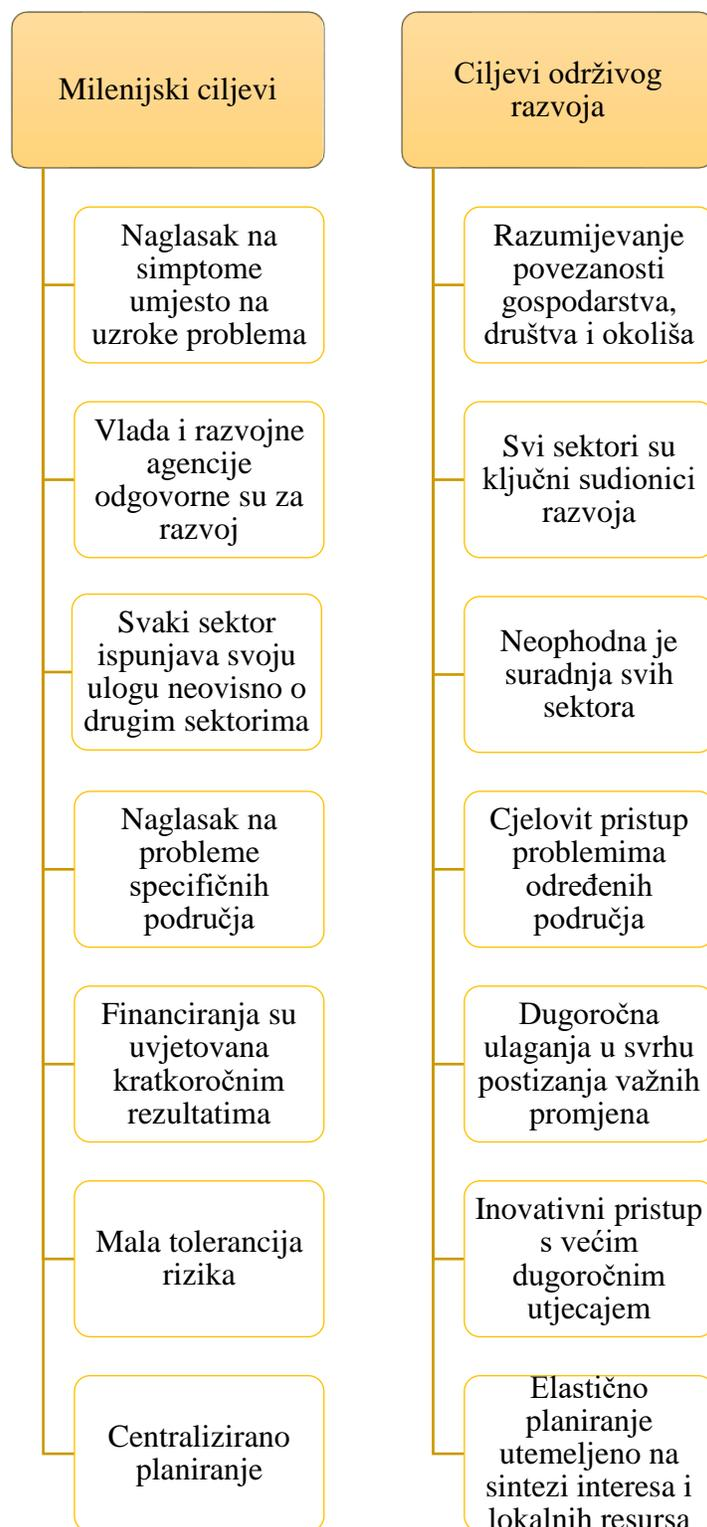 Milenijski ciljevi
Naglasak na
simptome
umjesto na
uzroke problema
Vlada i razvojne
agencije
odgovorne su za
razvoj
Svaki sektor
ispunjava svoju
ulogu neovisno o
drugim sektorima
Naglasak na
probleme
specifičnih
područja
Financiranja su
uvjetovana
kratkoročnim
rezultatima
Mala tolerancija
rizika
Centralizirano
planiranje
Ciljevi održivog
razvoja
Razumijevanje
povezanosti
gospodarstva,
društva i okoliša
Svi sektori su
ključni sudionici
razvoja
Neophodna je
suradnja svih
sektora
Cjelovit pristup
problemima
određenih
područja
Dugoročna
ulaganja u svrhu
postizanja važnih
promjena
Inovativni pristup
s većim
dugoročnim
utjecajem
Elastično
planiranje
utemeljeno na
sintezi interesa i
lokalnih resursa